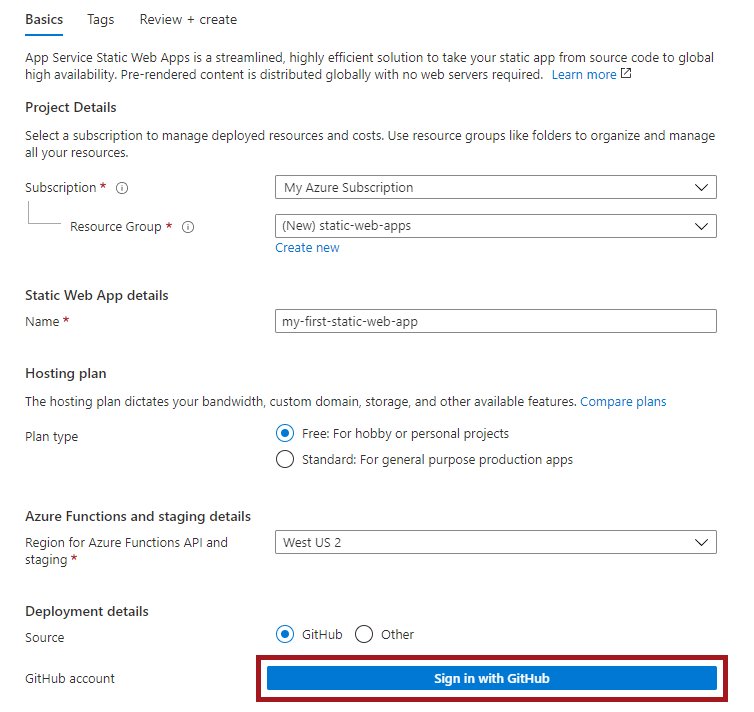 Basics Tags Review + create
App Service Static Web Apps is a streamlined, highly efficient solution to take your static app from source code to global
high availability. Pre-rendered content is distributed globally with no web servers required. Learn more
Project Details
Select a subscription to manage deployed resources and costs. Use resource groups like folders to organize and manage
all your resources.
Subscription * My Azure Subscription
Resource Group * (New) static-web-apps
Create new
Static Web App details
Name * my-first-static-web-app
Hosting plan
The hosting plan dictates your bandwidth, custom domain, storage, and other available features. Compare plans
Plan type Free: For hobby or personal projects
Standard: For general purpose production apps
Azure Functions and staging details
Region for Azure Functions API and West US 2
staging *
Deployment details
Source GitHub Other
GitHub account Sign in with GitHub